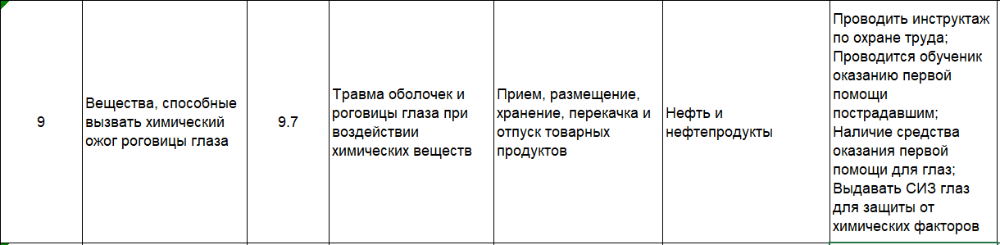 9
Вещества, способные
вызвать химический
ожог роговицы глаза
9.7
Травма оболочек и
роговицы глаза при
воздействии
химических веществ
Прием, размещение,
хранение, перекачка и
отпуск товарных
продуктов
Нефть и
нефтепродукты
Проводить инструктаж
по охране труда;
Проводится обученик
оказанию первой
помощи
пострадавшим;
Наличие средства
оказания первой
помощи для глаз;
Выдавать СИЗ глаз
для защиты от
химических факторов